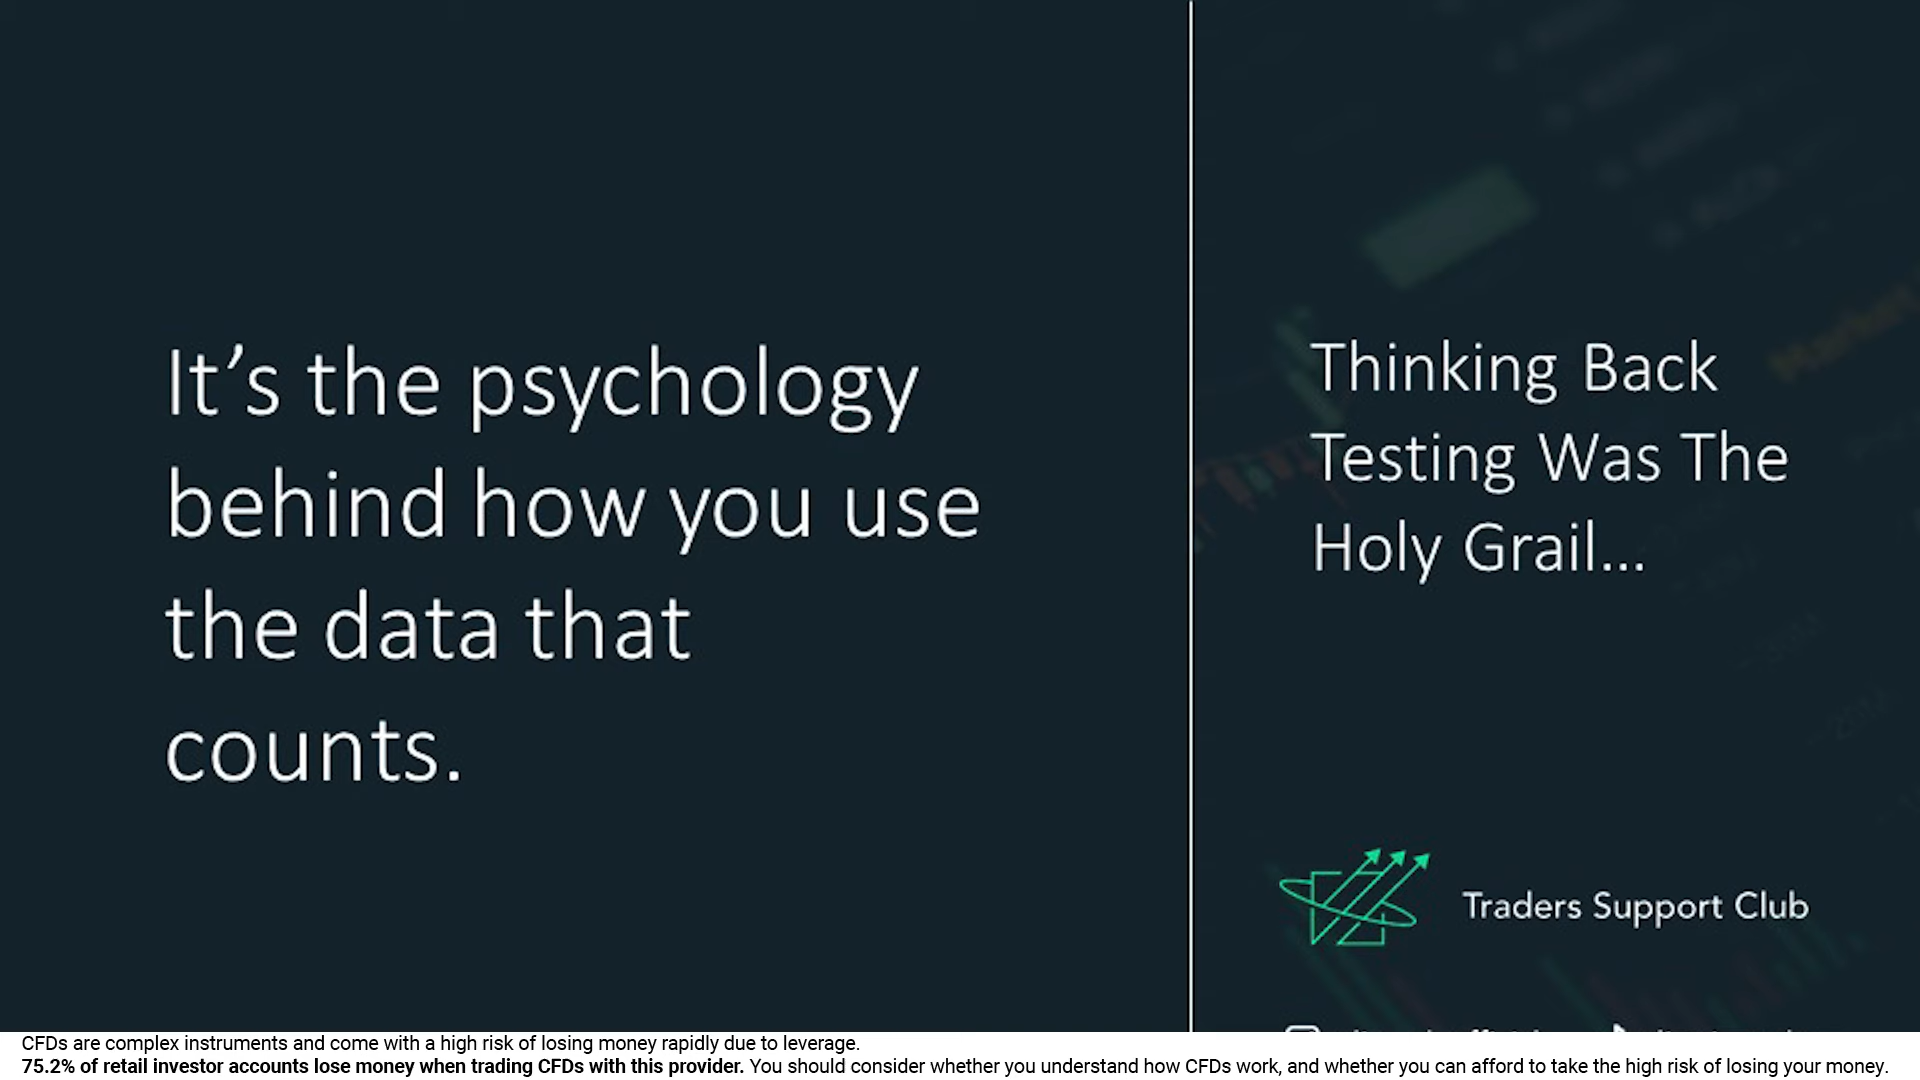 It’s the psychology
behind how you use
the data that
counts.
Thinking Back
Testing Was The
Holy Grail...
Traders Support Club
CFDs are complex instruments and come with a high risk of losing money rapidly due to leverage.
75.2% of retail investor accounts lose money when trading CFDs with this provider. You should consider whether you understand how CFDs work, and whether you can afford to take the high risk of losing your money.